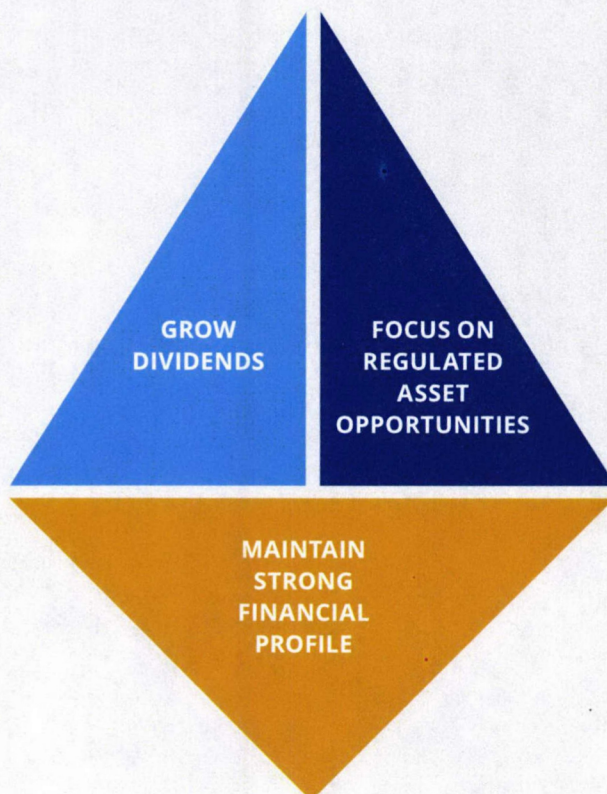 GROW
DIVIDENDS
FOCUS ON
REGULATED
ASSET
OPPORTUNITIES
MAINTAIN
STRONG
FINANCIAL
PROFILE